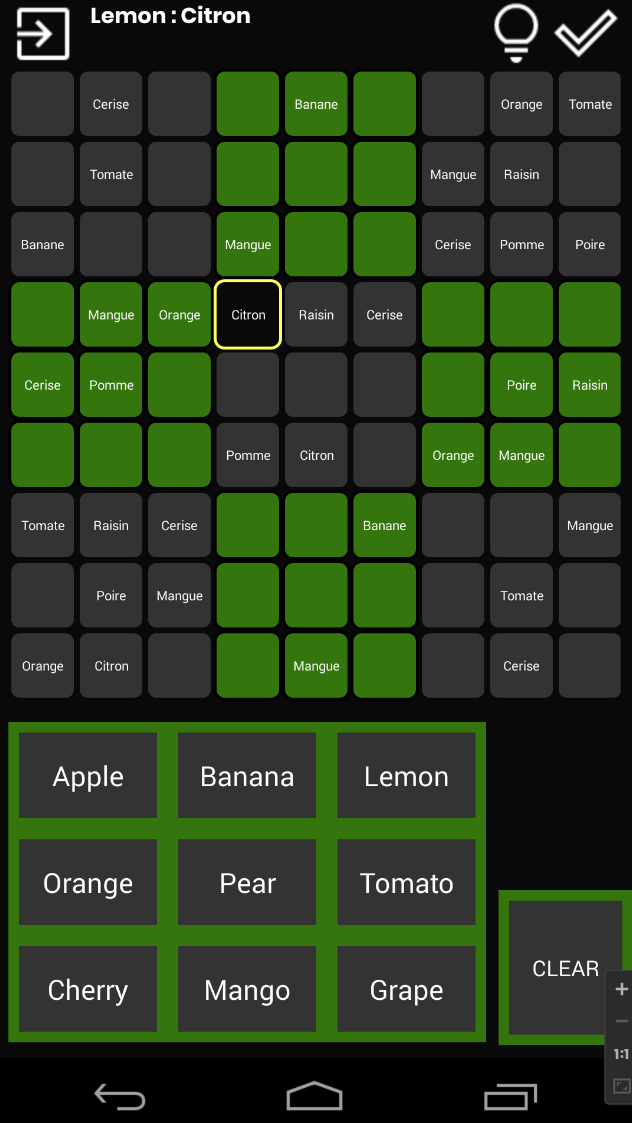 Lemon : Citron
Cerise Banane Orange Tomate
Tomate Mangue Raisin
Banane Mangue Cerise Pomme Poire
Mangue Orange Citron Raisin Cerise
Cerise Pomme Poire Raisin
Pomme Citron Orange Mangue
Tomate Raisin Cerise Banane Mangue
Poire Mangue Tomate
Orange Citron Mangue Cerise
Apple Banana Lemon
Orange Pear Tomato
Cherry Mango Grape
CLEAR
+
−
1:1